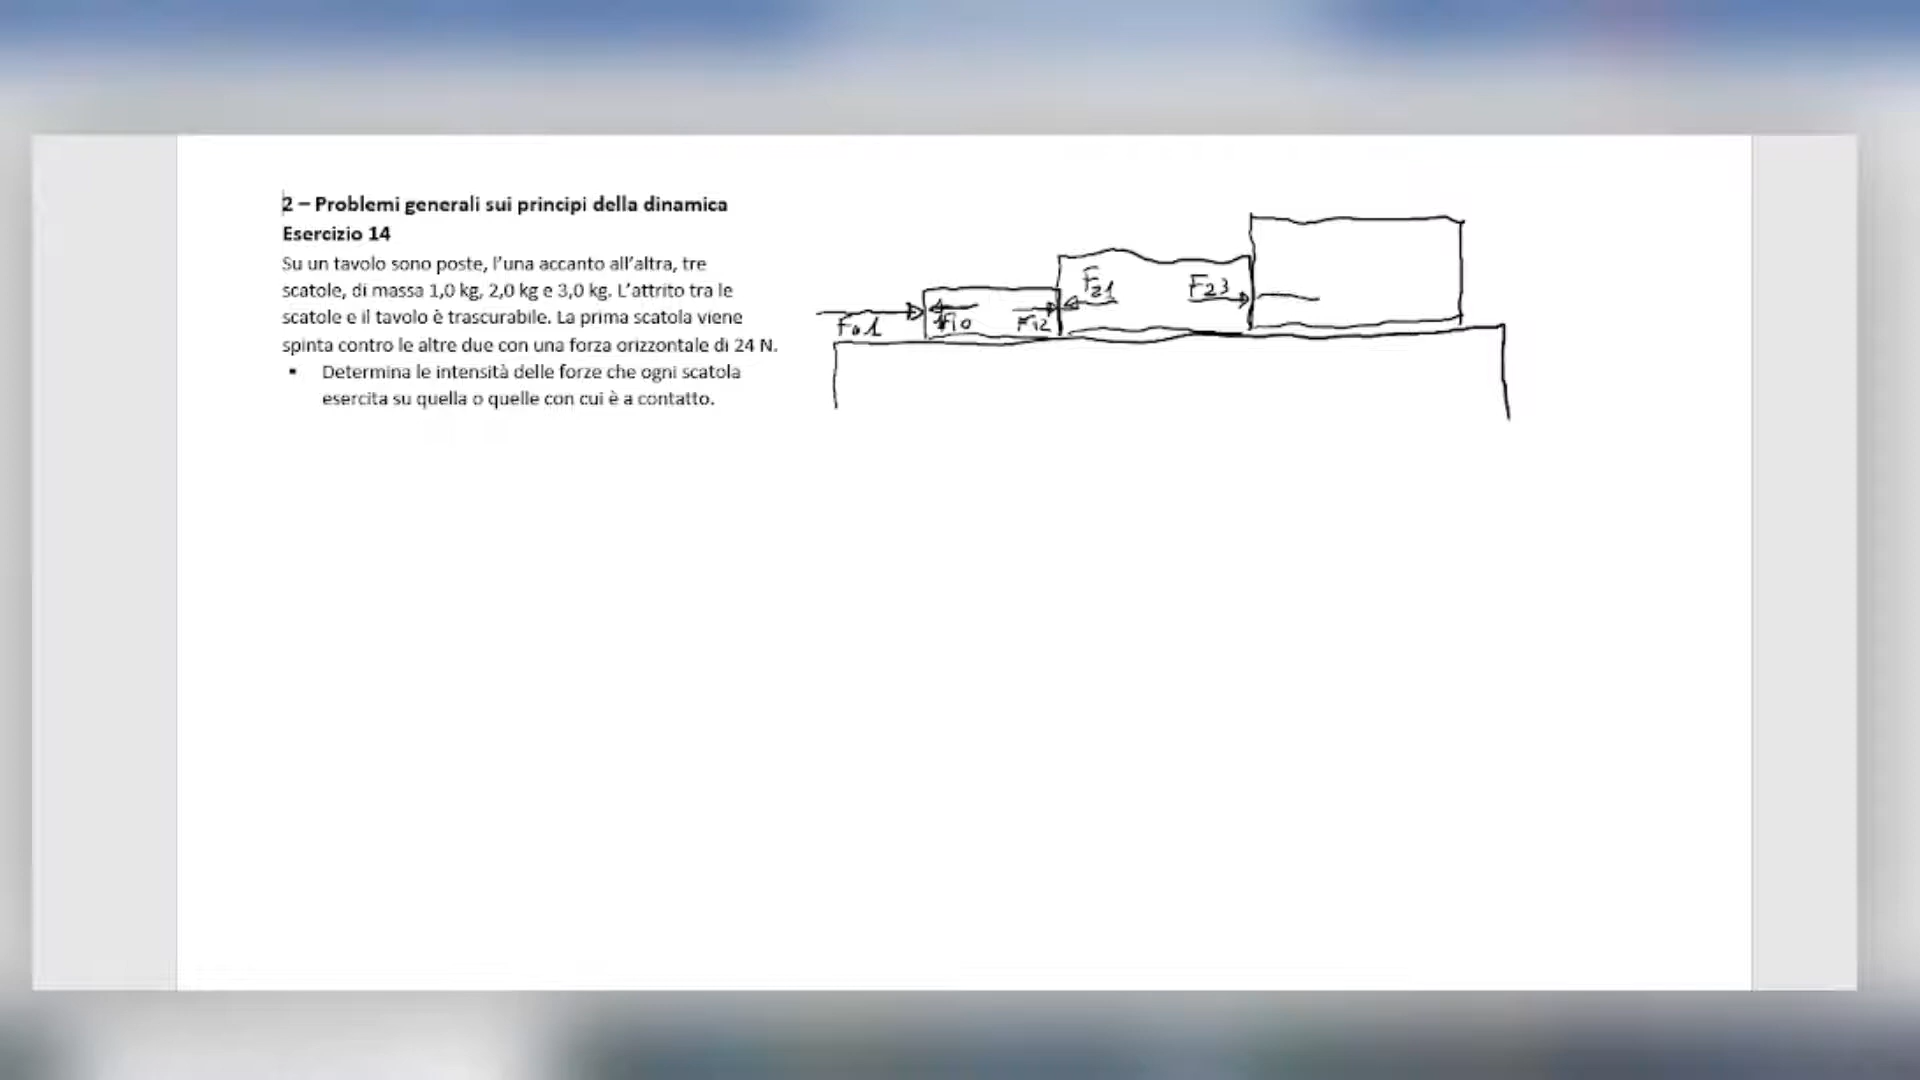 2 – Problemi generali sui principi della dinamica
Esercizio 14
Su un tavolo sono poste, l'una accanto all'altra, tre
scatole, di massa 1,0 kg, 2,0 kg e 3,0 kg. L'attrito tra le
scatole e il tavolo è trascurabile. La prima scatola viene
spinta contro le altre due con una forza orizzontale di 24 N.
▪ Determina le intensità delle forze che ogni scatola
esercita su quella o quelle con cui è a contatto.
F01
F10
F12
F21
F23